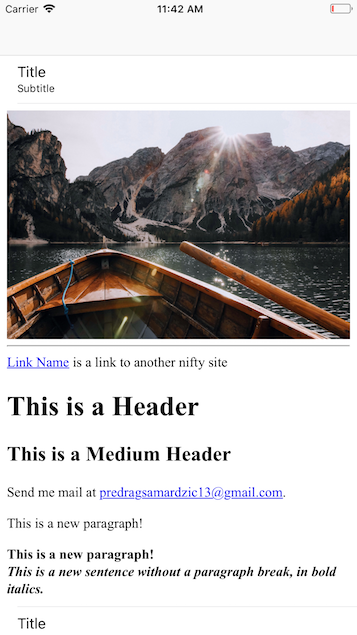 Carrier 11:42 AM
Title
Subtitle
Link Name is a link to another nifty site
This is a Header
This is a Medium Header
Send me mail at predragsamardzic13@gmail.com.
This is a new paragraph!
This is a new paragraph!
This is a new sentence without a paragraph break, in bold
italics.
Title